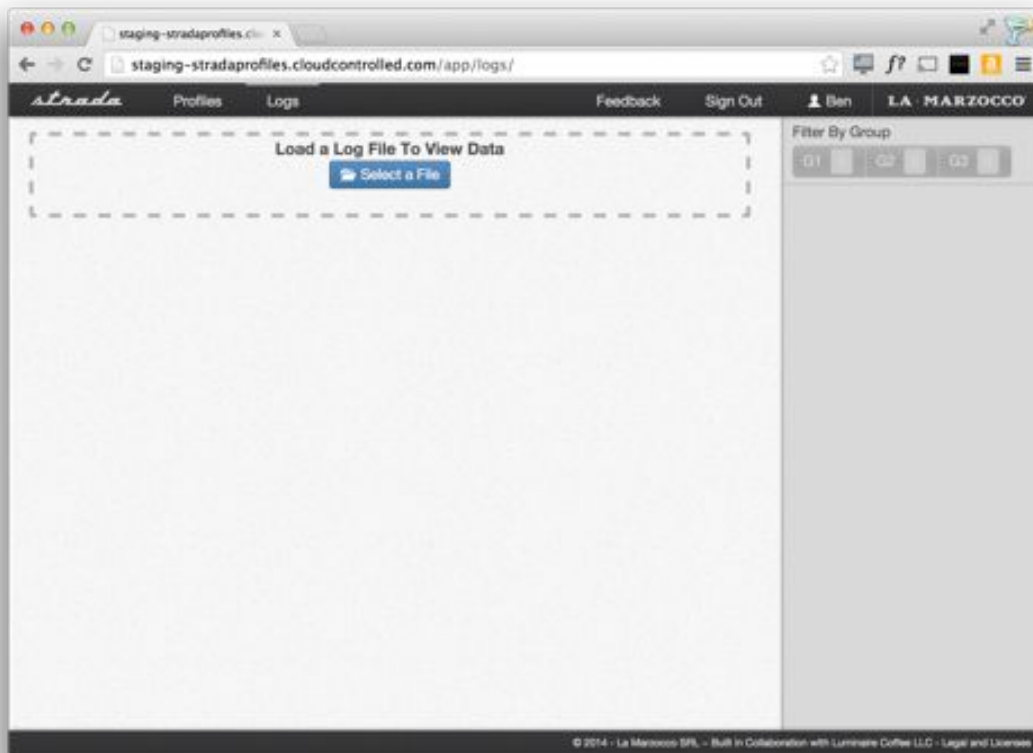 staging-stradaprofiles.clo
staging-stradaprofiles.cloudcontrolled.com/app/logs/
f?
strada Profiles Logs Feedback Sign Out Ben LA MARZOCCO
Load a Log File To View Data
Select a File
Filter By Group
G1 G2 G3
© 2014 - La Marzocco SRL - Built in Collaboration with Luminaire Coffee LLC - Legal and Licenses